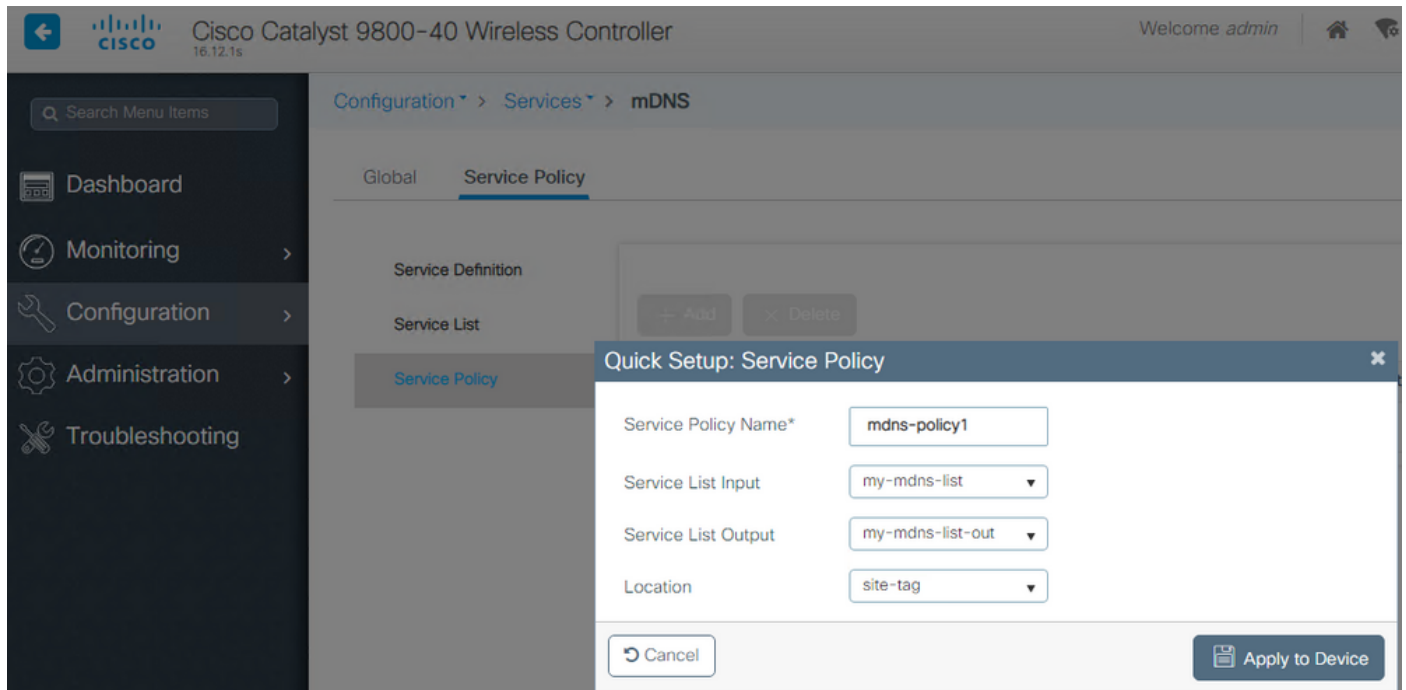 CISCO
Cisco Catalyst 9800-40 Wireless Controller
16.12.1s
Welcome admin
Search Menu Items
Dashboard
Monitoring
Configuration
Administration
Troubleshooting
Configuration > Services > mDNS
Global Service Policy
Service Definition
Service List
Service Policy
+ Add × Delete
Quick Setup: Service Policy
Service Policy Name* mdns-policy1
Service List Input my-mdns-list
Service List Output my-mdns-list-out
Location site-tag
Cancel Apply to Device